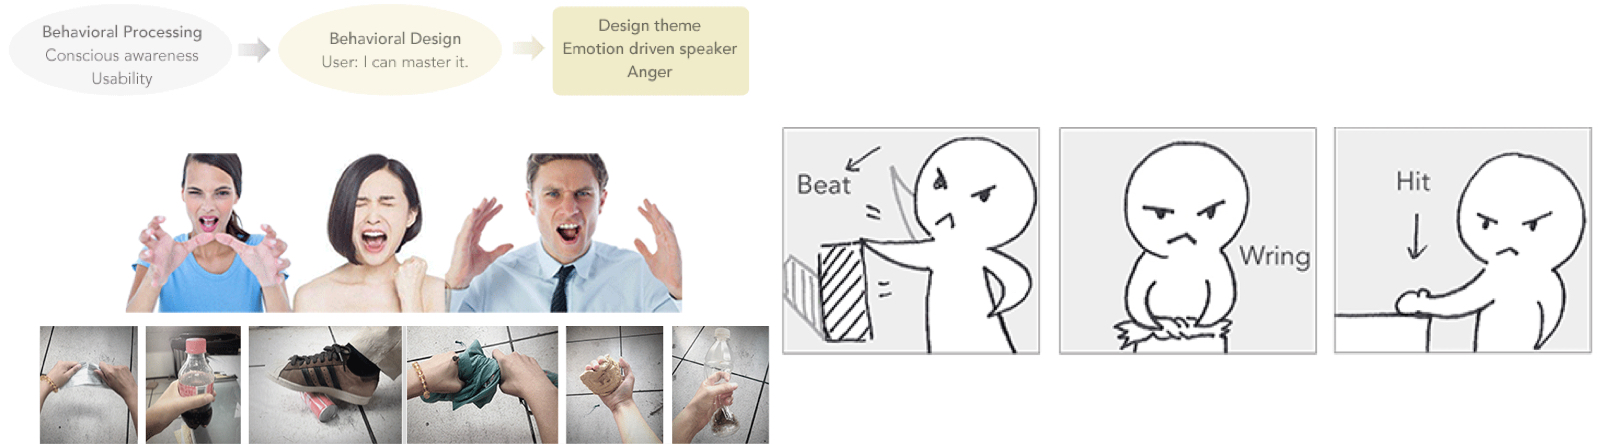 Behavioral Processing
Conscious awareness
Usability
Behavioral Design
User: I can master it.
Design theme
Emotion driven speaker
Anger
Beat
Wring
Hit